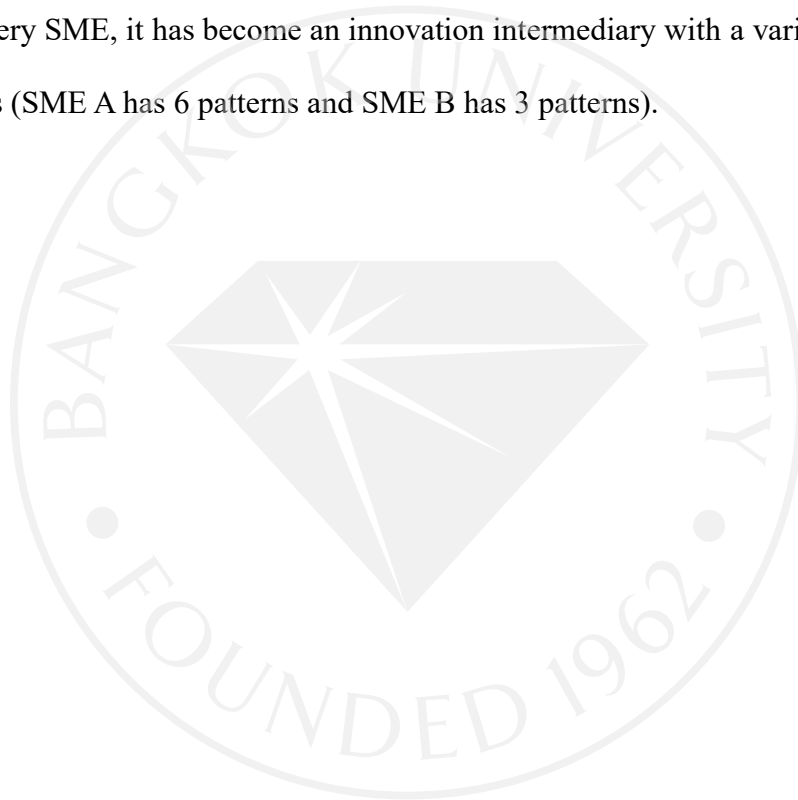 ery SME, it has become an innovation intermediary with a vari
s (SME A has 6 patterns and SME B has 3 patterns).
BANGKOK UNIVERSITY
FOUNDED 1962